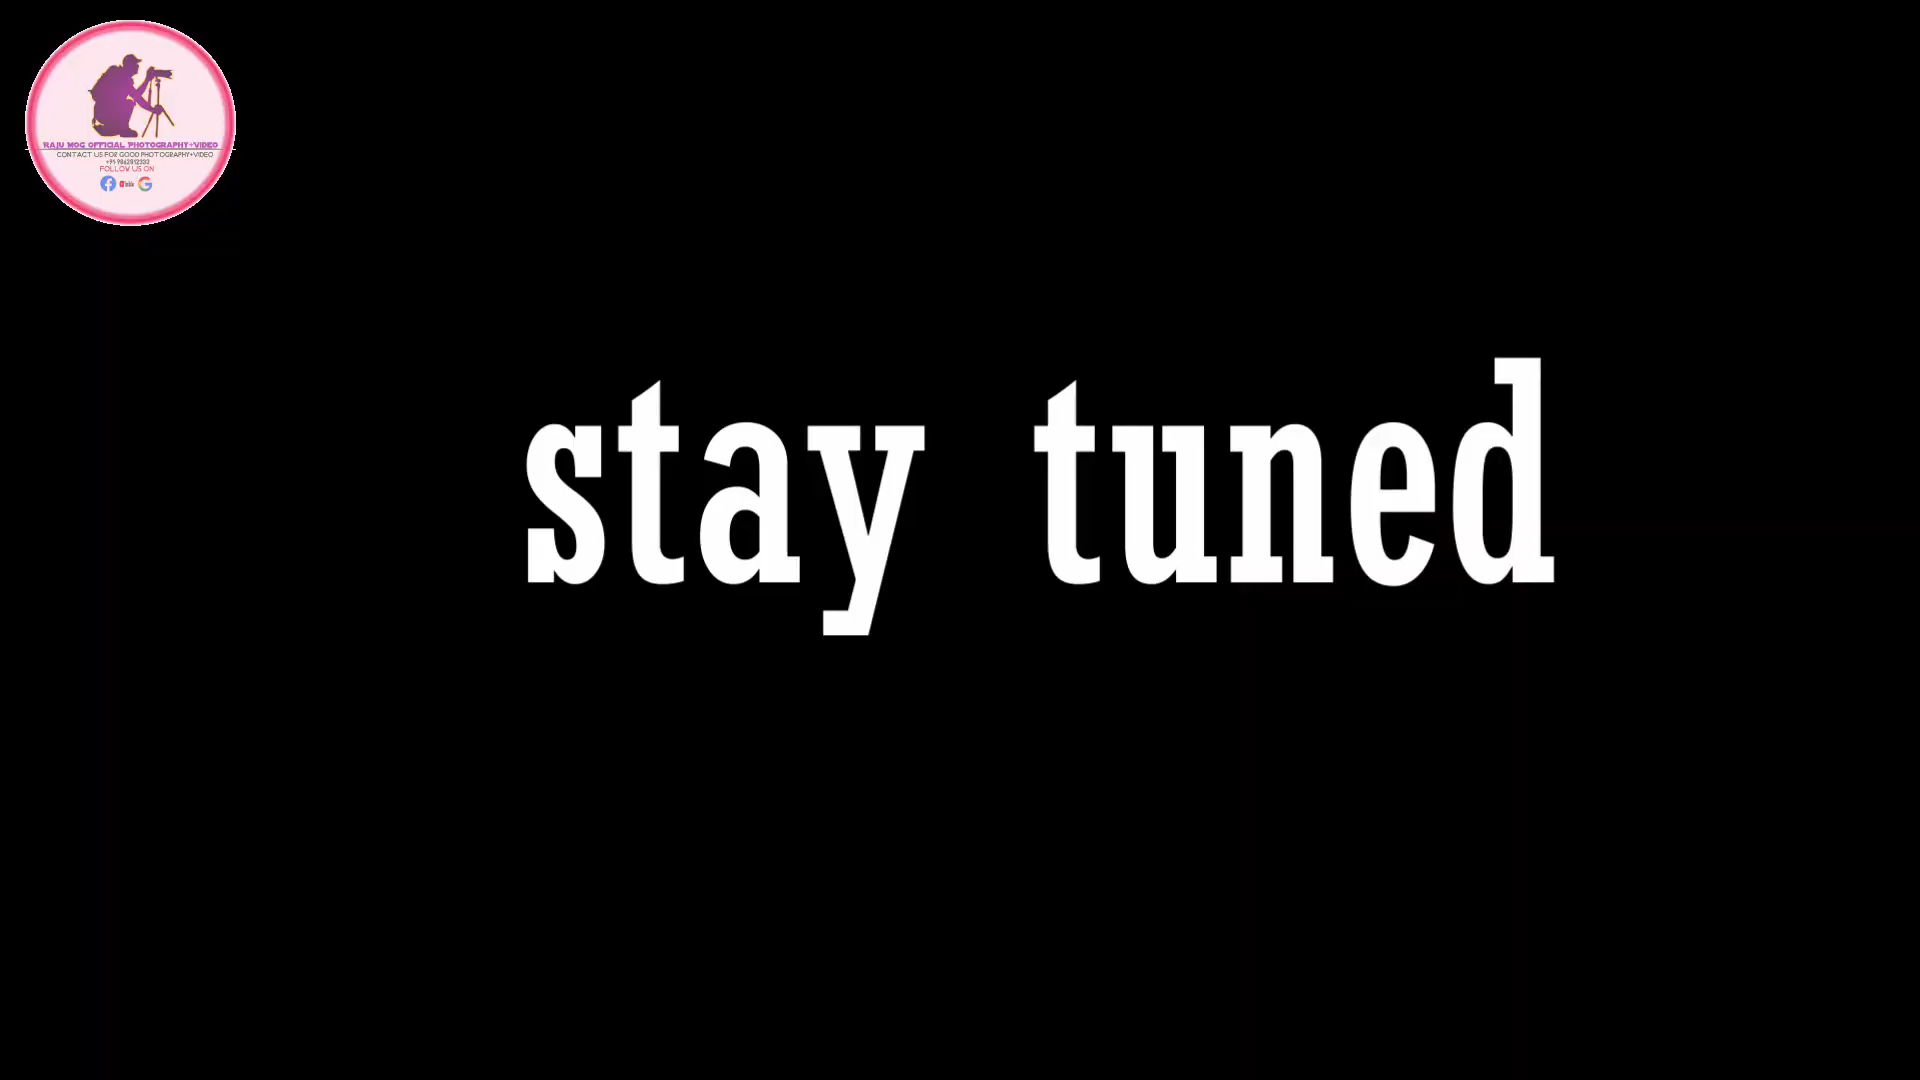 RAJU MOG OFFICIAL PHOTOGRAPHY+VIDEO
CONTACT US FOR GOOD PHOTOGRAPHY+VIDEO
FOLLOW US ON
stay tuned